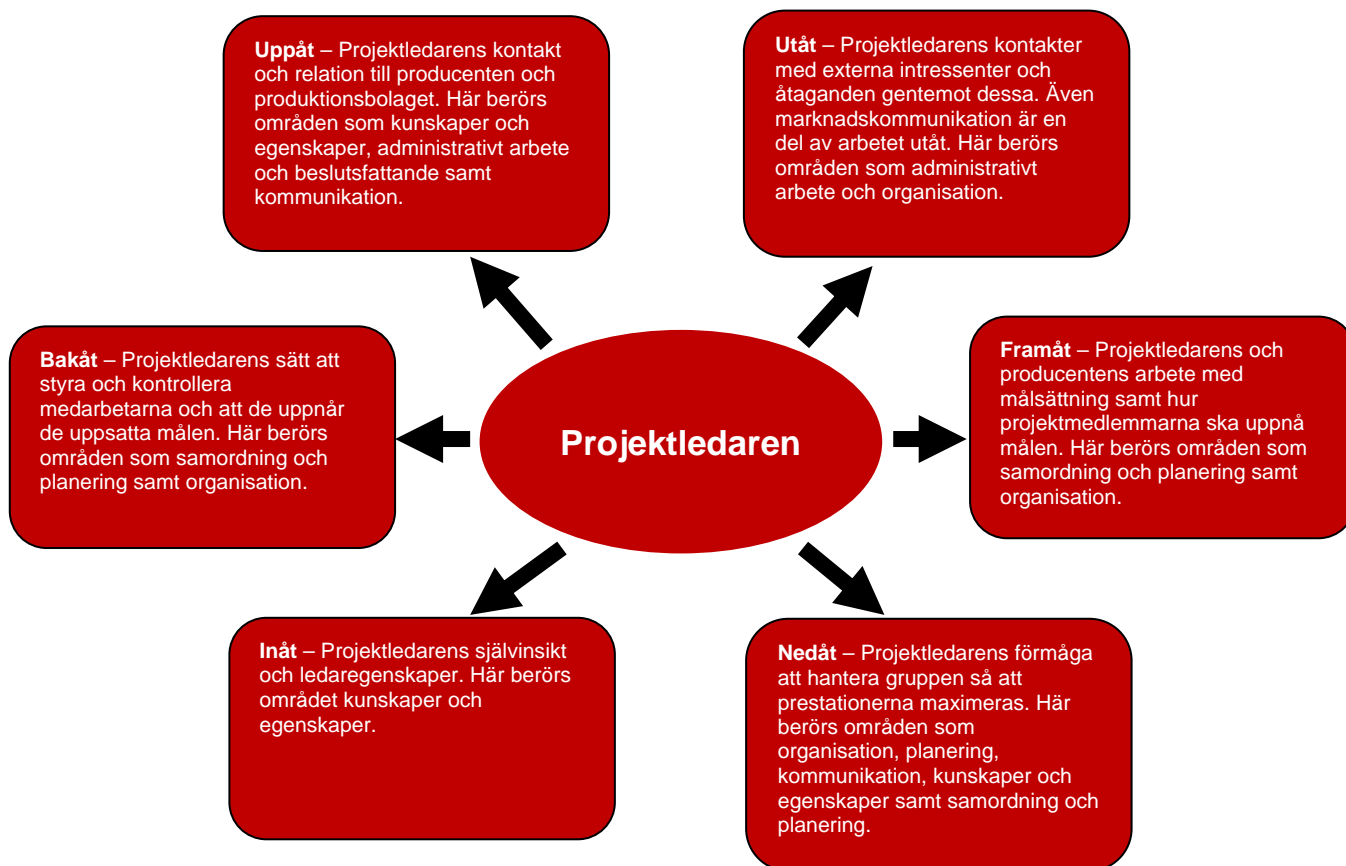 Uppåt – Projektledarens kontakt
och relation till producenten och
produktionsbolaget. Här berörs
områden som kunskaper och
egenskaper, administrativt arbete
och beslutsfattande samt
kommunikation.
Utåt – Projektledarens kontakter
med externa intressenter och
åtaganden gentemot dessa. Även
marknadskommunikation är en
del av arbetet utåt. Här berörs
områden som administrativt
arbete och organisation.
Bakåt – Projektledarens sätt att
styra och kontrollera
medarbetarna och att de uppnår
de uppsatta målen. Här berörs
områden som samordning och
planering samt organisation.
Projektledaren
Framåt – Projektledarens och
producentens arbete med
målsättning samt hur
projektmedlemmarna ska uppnå
målen. Här berörs områden som
samordning och planering samt
organisation.
Inåt – Projektledarens självinsikt
och ledaregenskaper. Här berörs
området kunskaper och
egenskaper.
Nedåt – Projektledarens förmåga
att hantera gruppen så att
prestationerna maximeras. Här
berörs områden som
organisation, planering,
kommunikation, kunskaper och
egenskaper samt samordning och
planering.